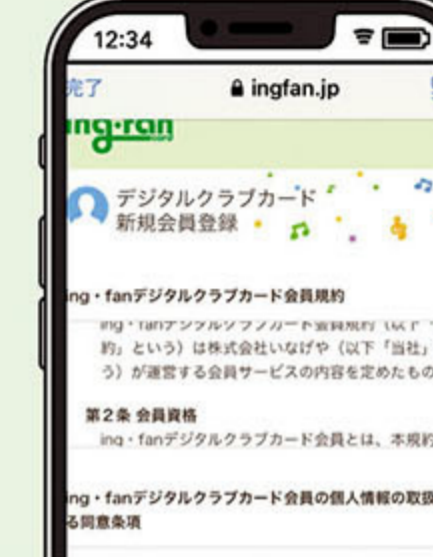 12:34
完了
ingfan.jp
ing・fan
デジタルクラブカード
新規会員登録
ing・fanデジタルクラブカード会員規約
ing・fanデジタルクラブカード会員規約（以下「
約」という）は株式会社いなげや（以下「当社」
う）が運営する会員サービスの内容を定めたもの
第2条 会員資格
ing・fanデジタルクラブカード会員とは、本規約
ing・fanデジタルクラブカード会員の個人情報の取扱
る同意条項